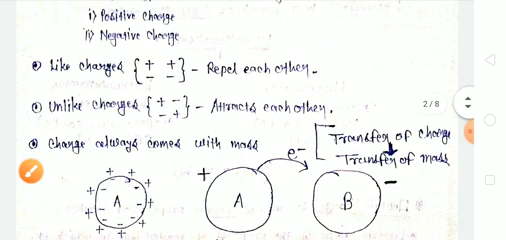 i) Positive Charge
ii) Negative Charge
Like charges { + + − − } - Repel each other.
Unlike charges { + − − + } - Attracts each other.
Charge always comes with mass
Transfer of charge
Transfer of mass
2/8
e-
+ A
B −
+ + + + + + + + + +
− − A − − − −